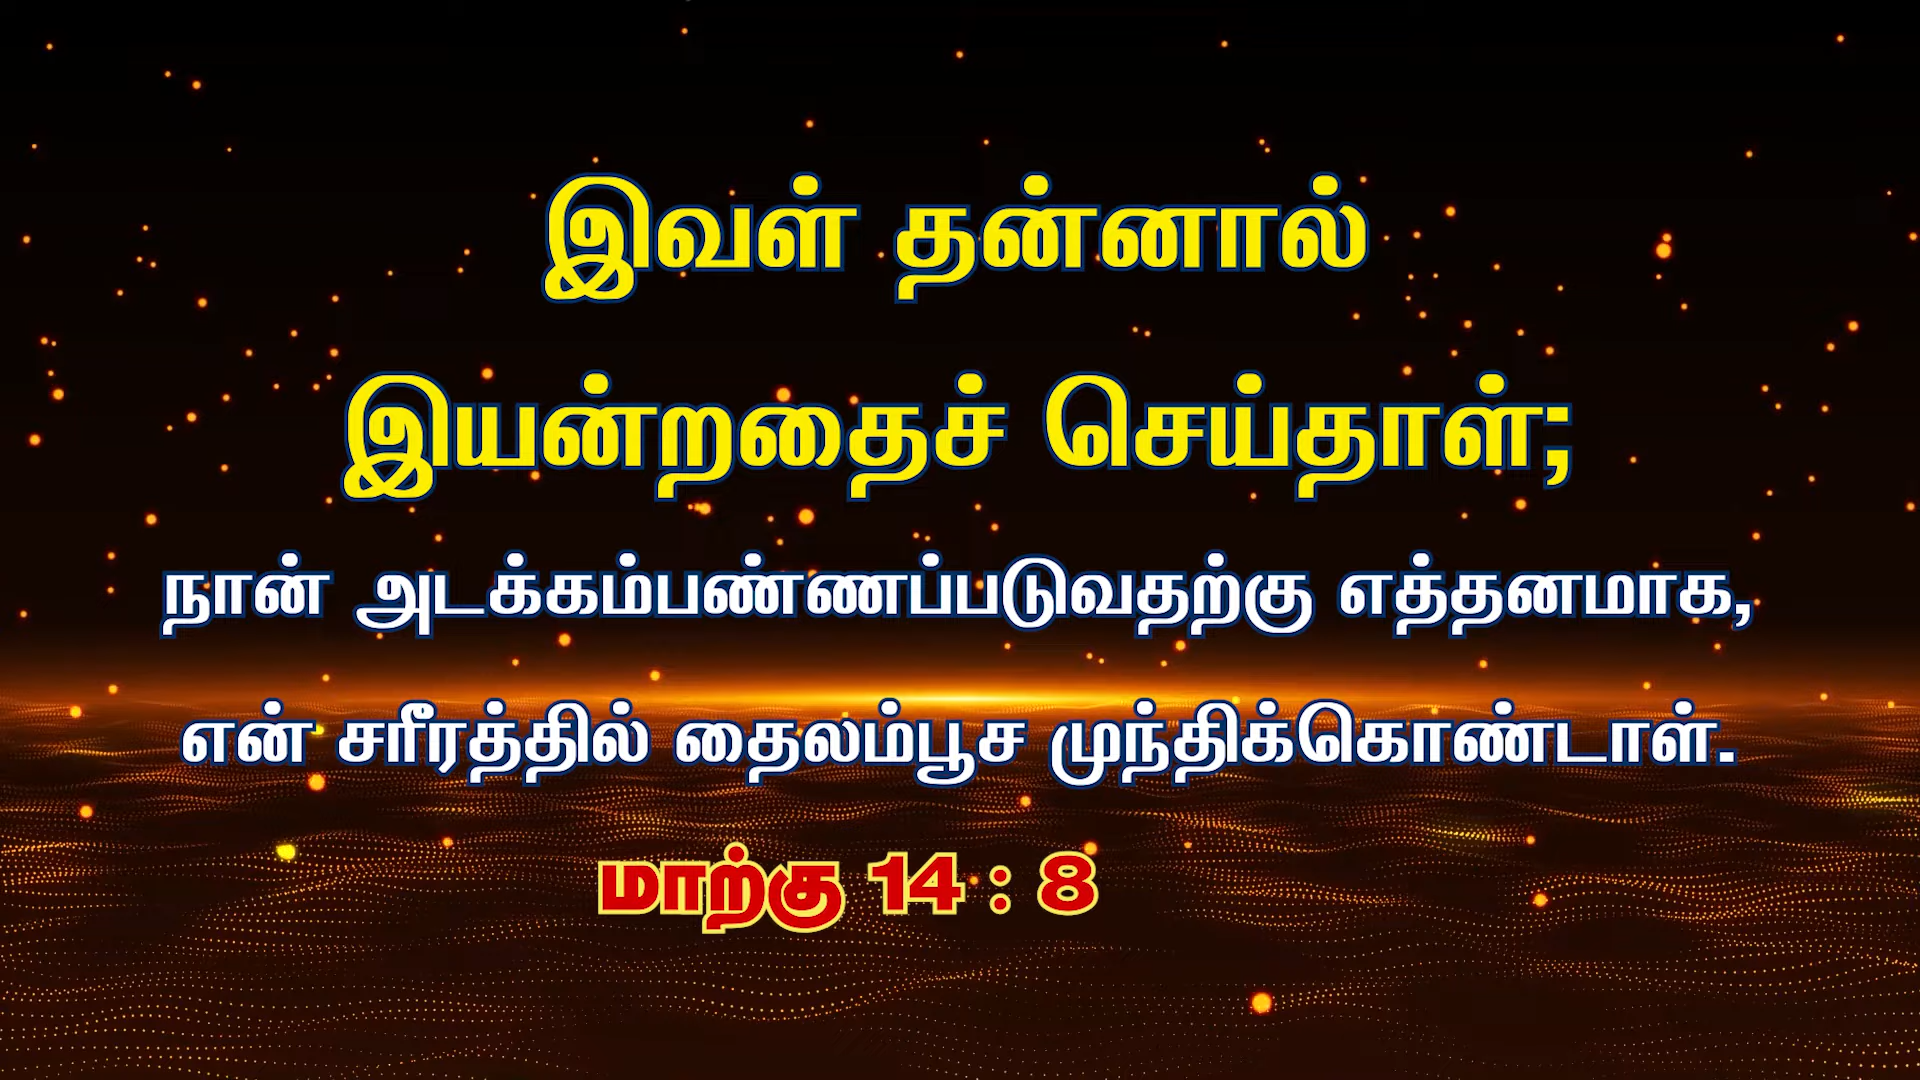 இவள் தன்னால்
இயன்றதைச் செய்தாள்;
நான் அடக்கம்பண்ணப்படுவதற்கு எத்தனமாக,
என் சரீரத்தில் தைலம்பூச முந்திக்கொண்டாள்.
மாற்கு 14 : 8